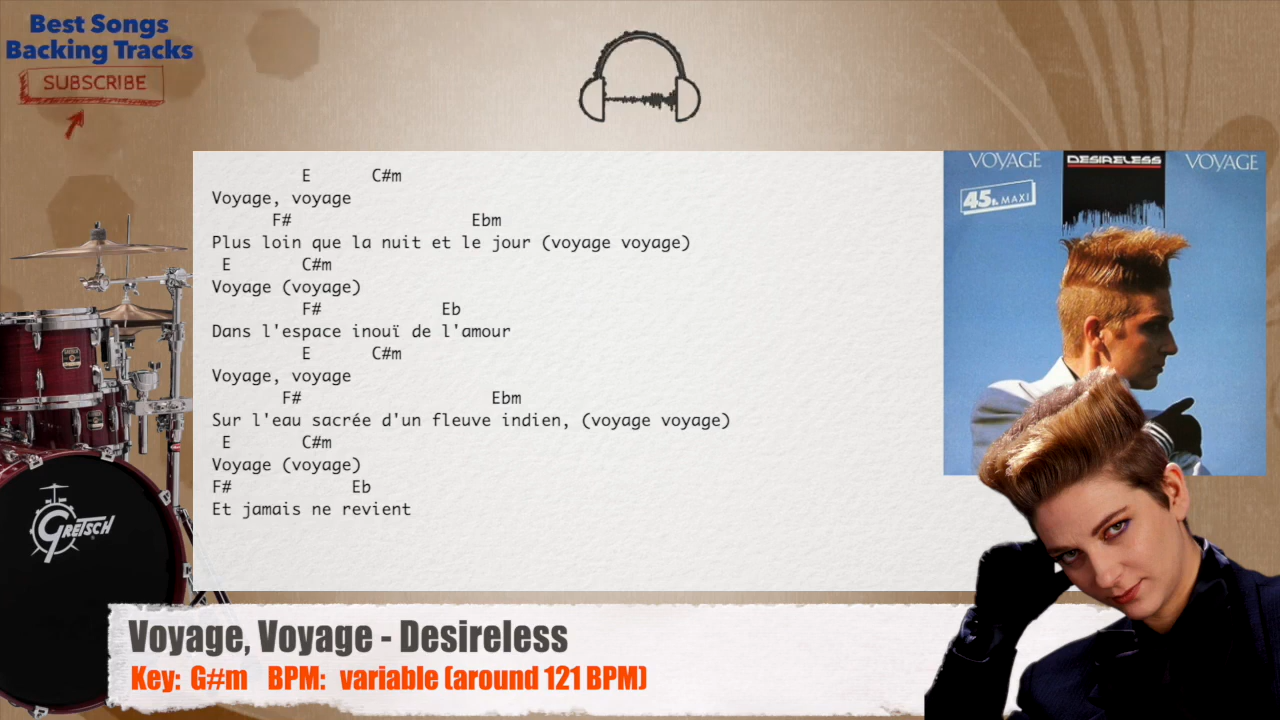 Best Songs
Backing Tracks
SUBSCRIBE
E C#m
Voyage, voyage
F# Ebm
Plus loin que la nuit et le jour (voyage voyage)
E C#m
Voyage (voyage)
F# Eb
Dans l'espace inouï de l'amour
E C#m
Voyage, voyage
F# Ebm
Sur l'eau sacrée d'un fleuve indien, (voyage voyage)
E C#m
Voyage (voyage)
F# Eb
Et jamais ne revient
VOYAGE DESIRELESS VOYAGE
45t. MAXI
GRETSCH
Voyage, Voyage - Desireless
Key: G#m BPM: variable (around 121 BPM)